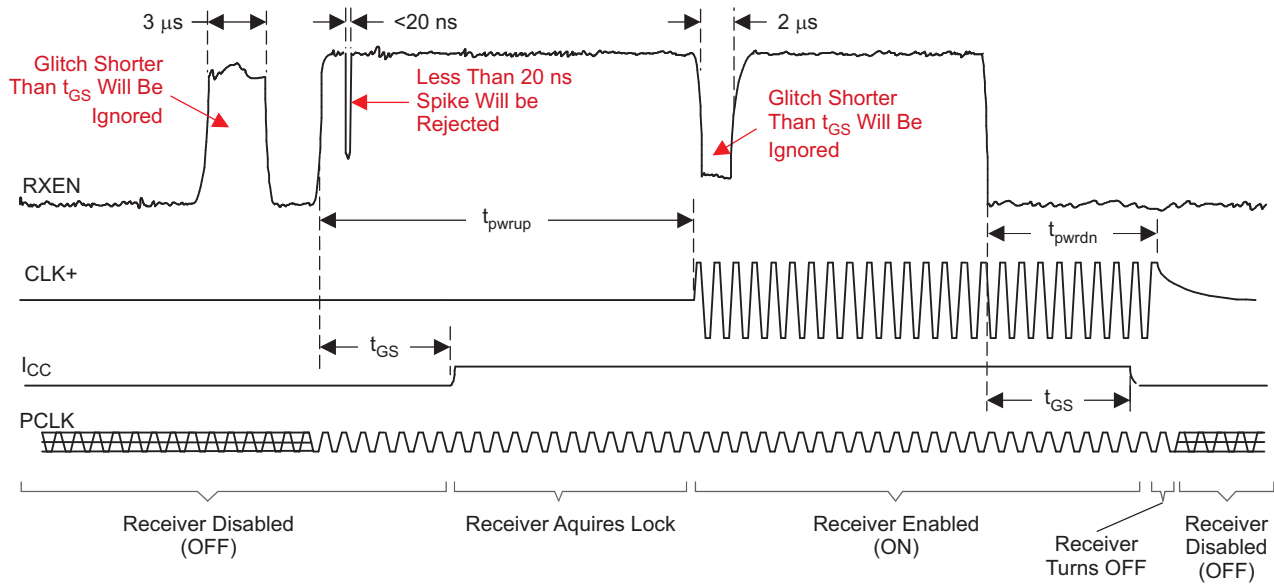 3 μs
<20 ns
2 μs
Glitch Shorter
Than tGS Will Be
Ignored
Less Than 20 ns
Spike Will be
Rejected
Glitch Shorter
Than tGS Will Be
Ignored
RXEN
tpwrup
tpwrdn
CLK+
tGS
ICC
tGS
PCLK
Receiver Disabled
(OFF)
Receiver Aquires Lock
Receiver Enabled
(ON)
Receiver
Turns OFF
Receiver
Disabled
(OFF)